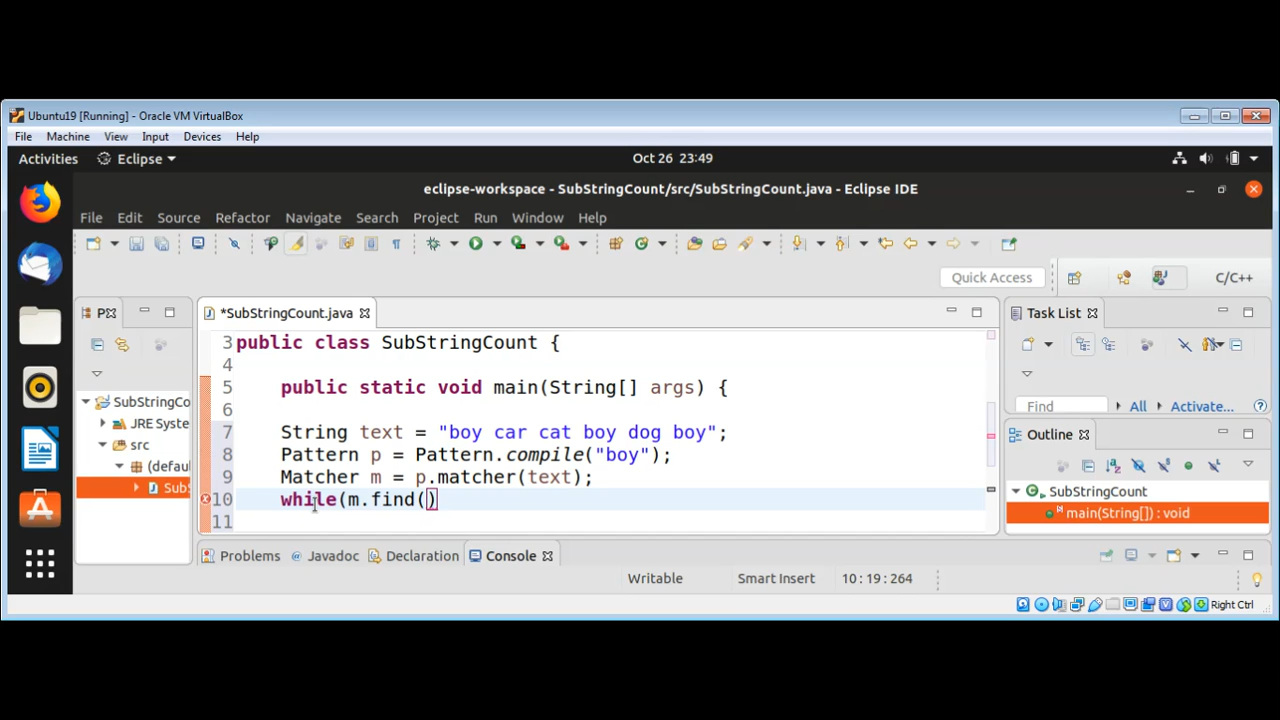 Ubuntu19 [Running] - Oracle VM VirtualBox
File Machine View Input Devices Help
Activities Eclipse Oct 26 23:49
eclipse-workspace - SubStringCount/src/SubStringCount.java - Eclipse IDE
File Edit Source Refactor Navigate Search Project Run Window Help
Quick Access C/C++
P *SubStringCount.java Task List
3 public class SubStringCount {
4
5 public static void main(String[] args) {
6
7 String text = "boy car cat boy dog boy";
8 Pattern p = Pattern.compile("boy");
9 Matcher m = p.matcher(text);
10 while(m.find()
11
SubStringCo
JRE Syste
src
(defau
SubS
Find All Activate...
Outline
SubStringCount
main(String[]) : void
Problems Javadoc Declaration Console
Writable Smart Insert 10 : 19 : 264
Right Ctrl